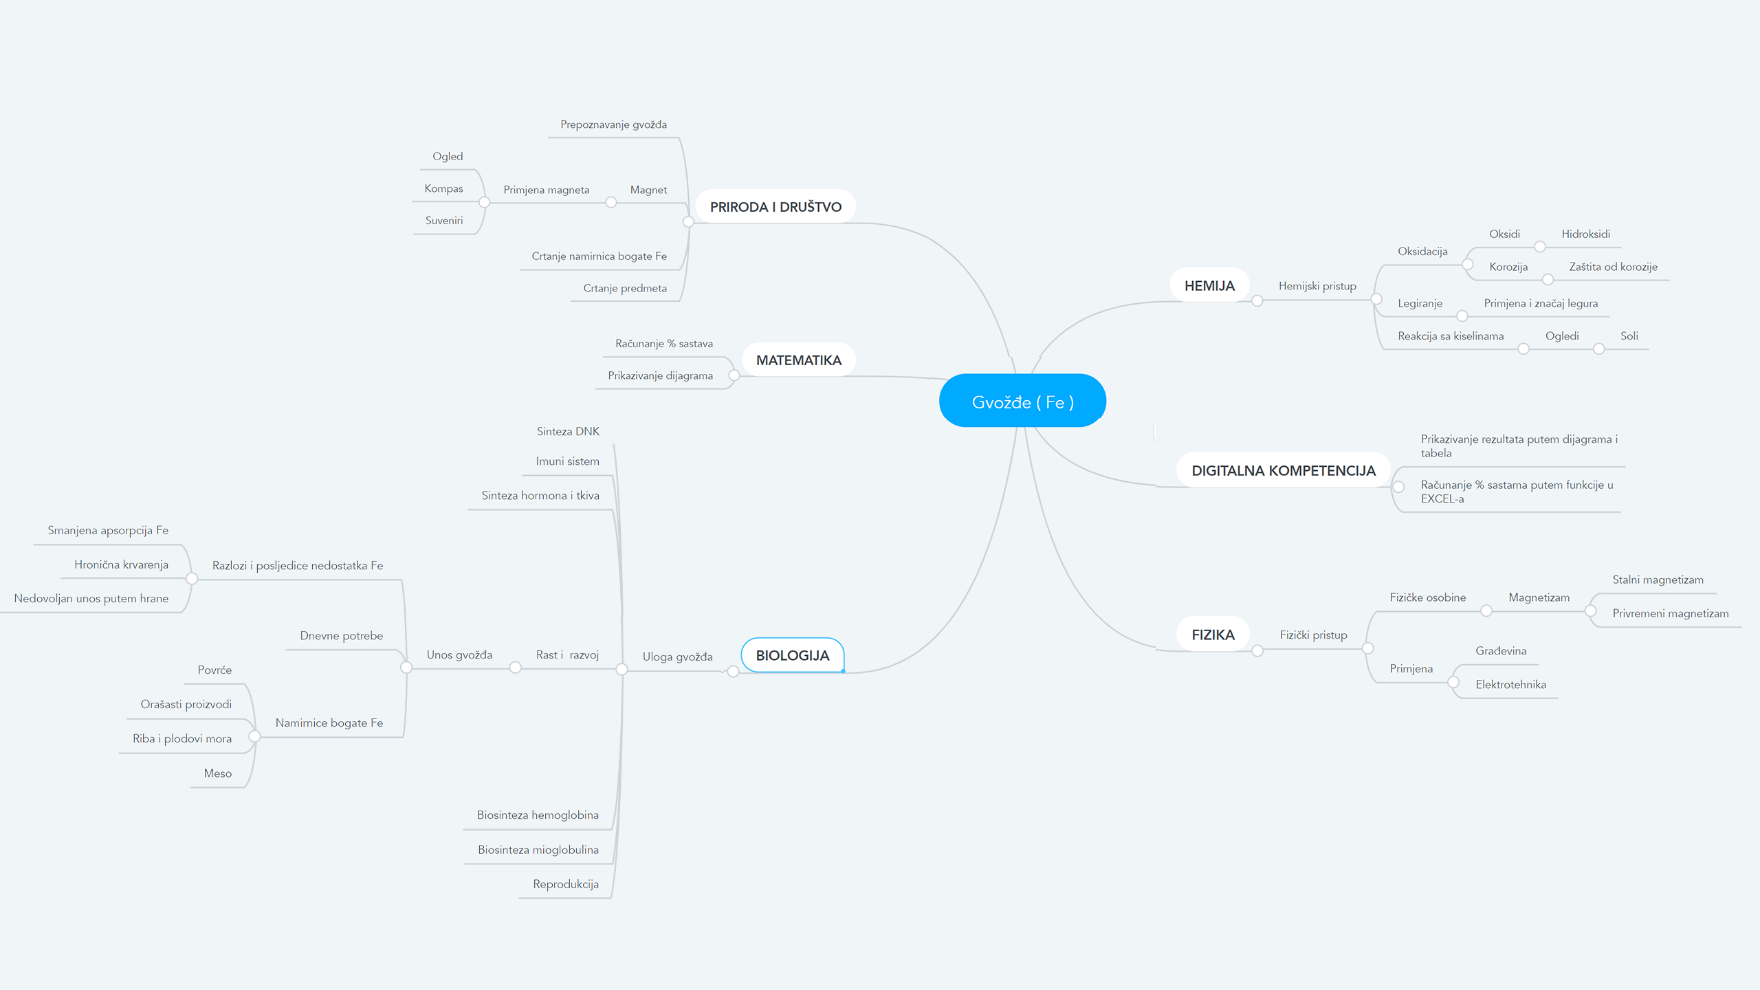 Gvožđe ( Fe )
PRIRODA I DRUŠTVO
Prepoznavanje gvožđa
Magnet
Primjena magneta
Ogled
Kompas
Suveniri
Crtanje namirnica bogate Fe
Crtanje predmeta
MATEMATIKA
Računanje % sastava
Prikazivanje dijagrama
BIOLOGIJA
Uloga gvožđa
Sinteza DNK
Imuni sistem
Sinteza hormona i tkiva
Rast i razvoj
Unos gvožđa
Razlozi i posljedice nedostatka Fe
Smanjena apsorpcija Fe
Hronična krvarenja
Nedovoljan unos putem hrane
Dnevne potrebe
Namirnice bogate Fe
Povrće
Orašasti proizvodi
Riba i plodovi mora
Meso
Biosinteza hemoglobina
Biosinteza mioglobulina
Reprodukcija
HEMIJA
Hemijski pristup
Oksidacija
Oksidi
Hidroksidi
Korozija
Zaštita od korozije
Legiranje
Primjena i značaj legura
Reakcija sa kiselinama
Ogledi
Soli
DIGITALNA KOMPETENCIJA
Prikazivanje rezultata putem dijagrama i
tabela
Računanje % sastama putem funkcije u
EXCEL-a
FIZIKA
Fizički pristup
Fizičke osobine
Magnetizam
Stalni magnetizam
Privremeni magnetizam
Primjena
Građevina
Elektrotehnika